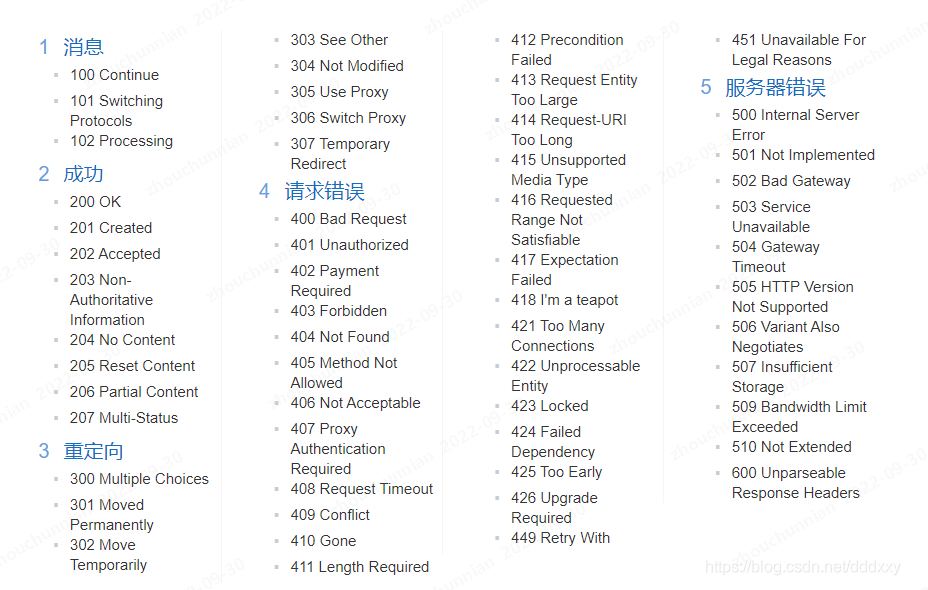 1 消息
100 Continue
101 Switching
Protocols
102 Processing
2 成功
200 OK
201 Created
202 Accepted
203 Non-
Authoritative
Information
204 No Content
205 Reset Content
206 Partial Content
207 Multi-Status
3 重定向
300 Multiple Choices
301 Moved
Permanently
302 Move
Temporarily
303 See Other
304 Not Modified
305 Use Proxy
306 Switch Proxy
307 Temporary
Redirect
4 请求错误
400 Bad Request
401 Unauthorized
402 Payment
Required
403 Forbidden
404 Not Found
405 Method Not
Allowed
406 Not Acceptable
407 Proxy
Authentication
Required
408 Request Timeout
409 Conflict
410 Gone
411 Length Required
412 Precondition
Failed
413 Request Entity
Too Large
414 Request-URI
Too Long
415 Unsupported
Media Type
416 Requested
Range Not
Satisfiable
417 Expectation
Failed
418 I'm a teapot
421 Too Many
Connections
422 Unprocessable
Entity
423 Locked
424 Failed
Dependency
425 Too Early
426 Upgrade
Required
449 Retry With
451 Unavailable For
Legal Reasons
5 服务器错误
500 Internal Server
Error
501 Not Implemented
502 Bad Gateway
503 Service
Unavailable
504 Gateway
Timeout
505 HTTP Version
Not Supported
506 Variant Also
Negotiates
507 Insufficient
Storage
509 Bandwidth Limit
Exceeded
510 Not Extended
600 Unparseable
Response Headers
zhouchunnian 2022-09-30
https://blog.csdn.net/dddxxy